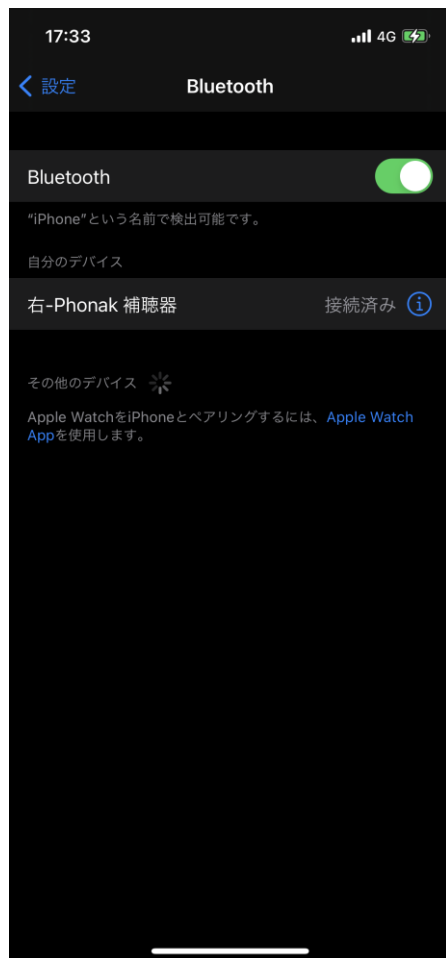 17:33 4G
設定 Bluetooth
Bluetooth
“iPhone”という名前で検出可能です。
自分のデバイス
右-Phonak 補聴器 接続済み
その他のデバイス
Apple WatchをiPhoneとペアリングするには、Apple Watch
Appを使用します。